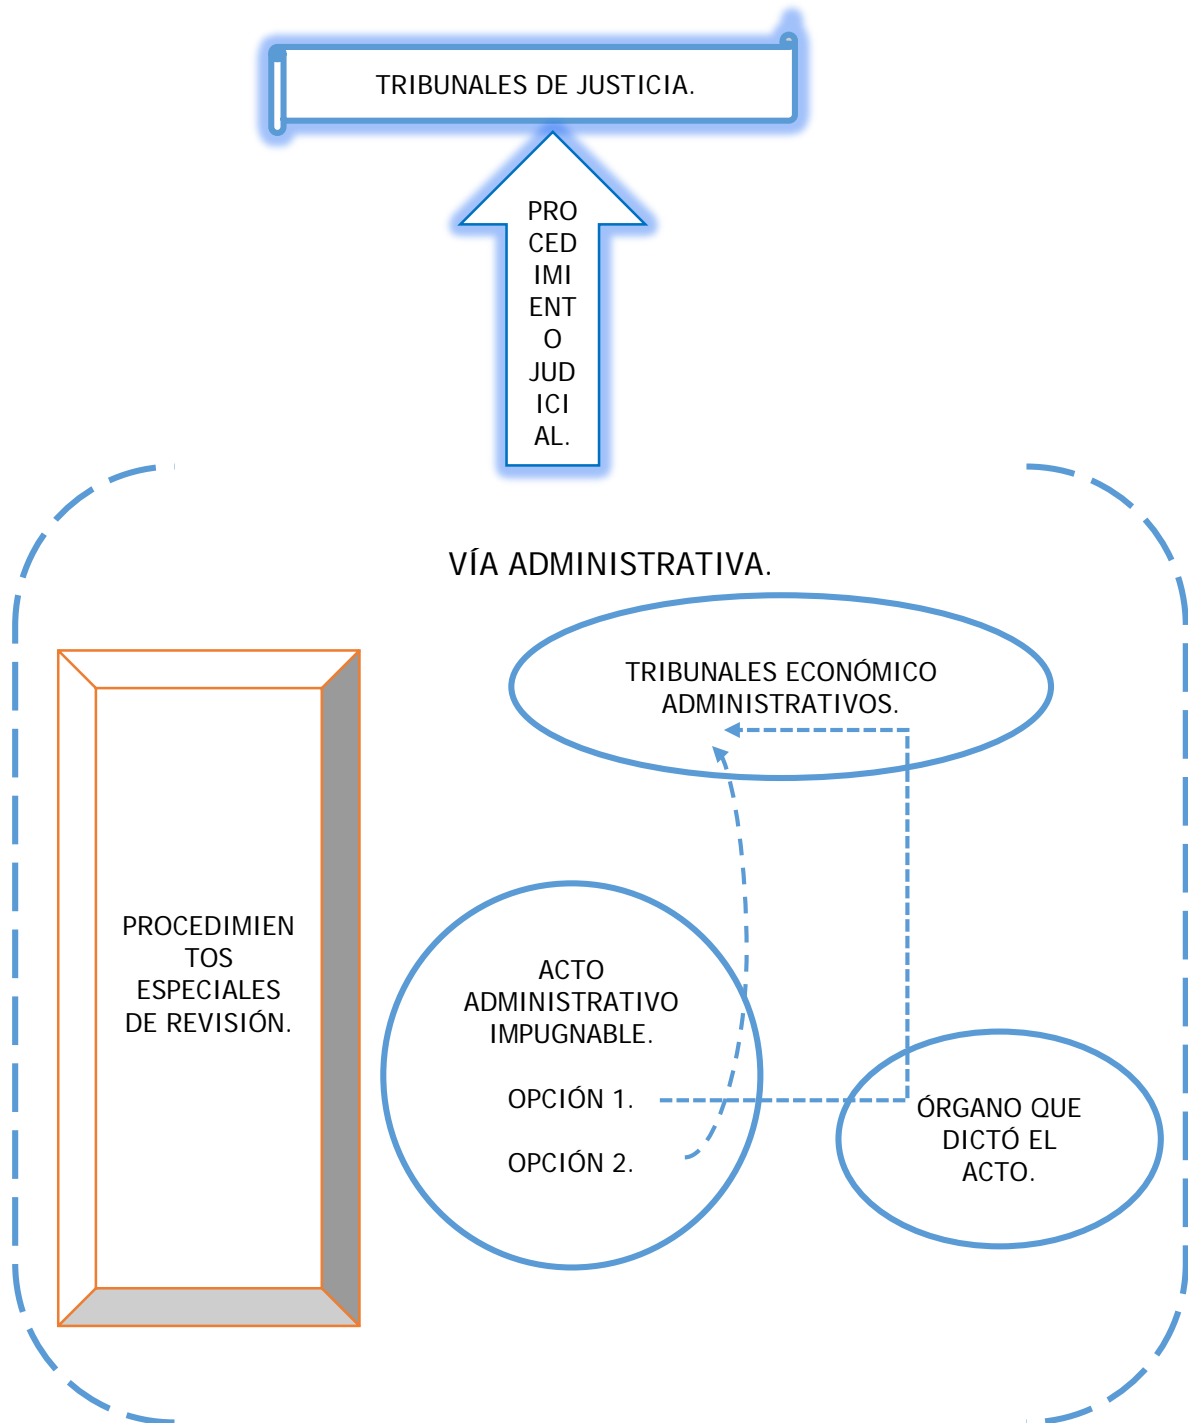 TRIBUNALES DE JUSTICIA.
PRO
CED
IMI
ENT
O
JUD
ICI
AL.
VÍA ADMINISTRATIVA.
TRIBUNALES ECONÓMICO
ADMINISTRATIVOS.
PROCEDIMIEN
TOS
ESPECIALES
DE REVISIÓN.
ACTO
ADMINISTRATIVO
IMPUGNABLE.
OPCIÓN 1.
OPCIÓN 2.
ÓRGANO QUE
DICTÓ EL
ACTO.